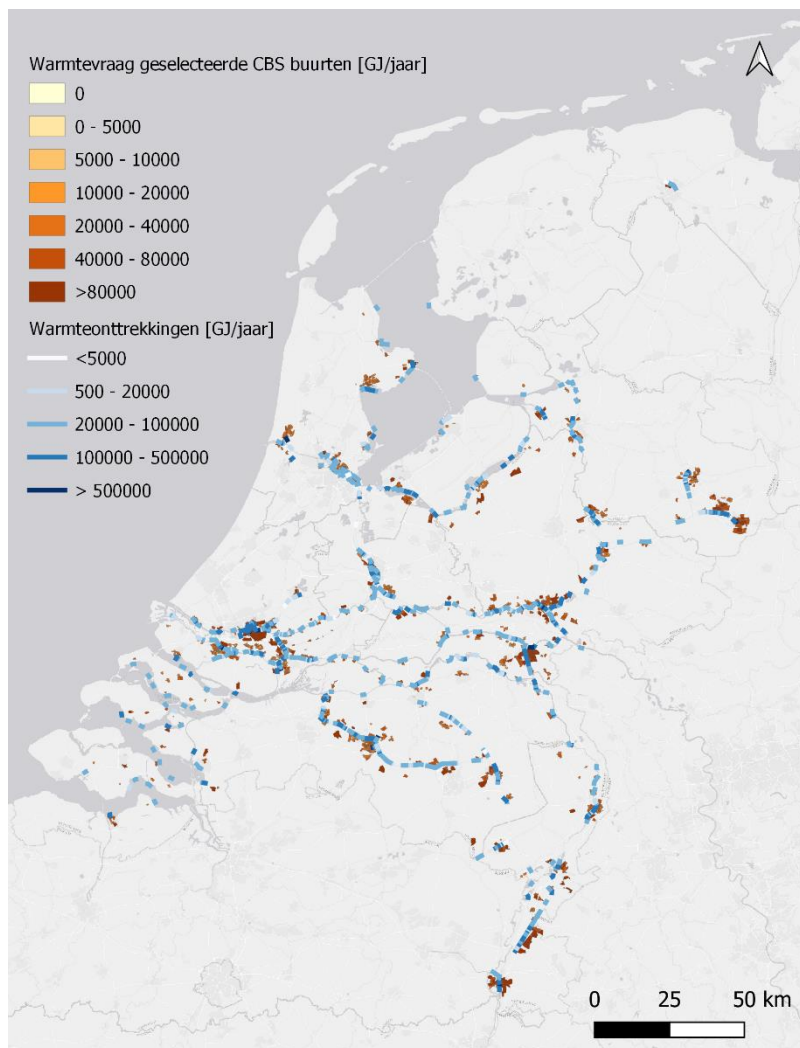 Warmtevraag geselecteerde CBS buurten [GJ/jaar]
0
0 - 5000
5000 - 10000
10000 - 20000
20000 - 40000
40000 - 80000
>80000
Warmteonttrekkingen [GJ/jaar]
<5000
500 - 20000
20000 - 100000
100000 - 500000
> 500000
0 25 50 km